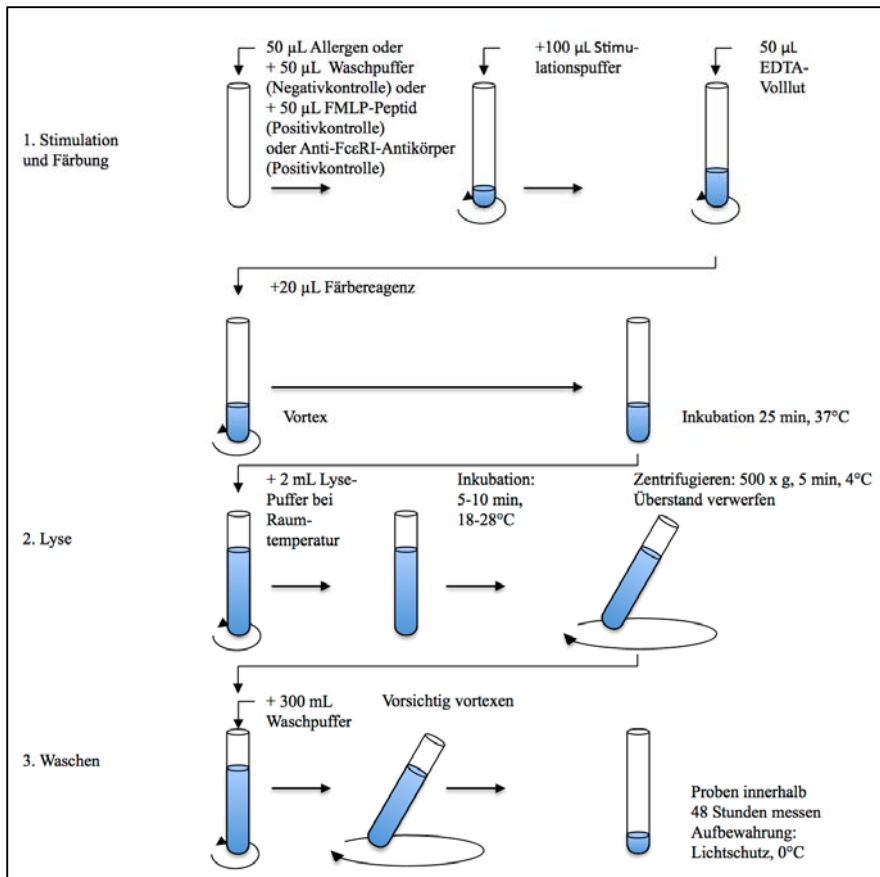 50 µL Allergen oder
+ 50 µL Waschpuffer
(Negativkontrolle) oder
+ 50 µL FMLP-Peptid
(Positivkontrolle)
oder Anti-FcεRI-Antikörper
(Positivkontrolle)
+100 µL Stimu-
lationspuffer
50 µL
EDTA-
Volllut
1. Stimulation
und Färbung
+20 µL Färbereagenz
Vortex
Inkubation 25 min, 37°C
+ 2 mL Lyse-
Puffer bei
Raum-
temperatur
Inkubation:
5-10 min,
18-28°C
Zentrifugieren: 500 x g, 5 min, 4°C
Überstand verwerfen
2. Lyse
+ 300 mL
Waschpuffer
Vorsichtig vortexen
3. Waschen
Proben innerhalb
48 Stunden messen
Aufbewahrung:
Lichtschutz, 0°C